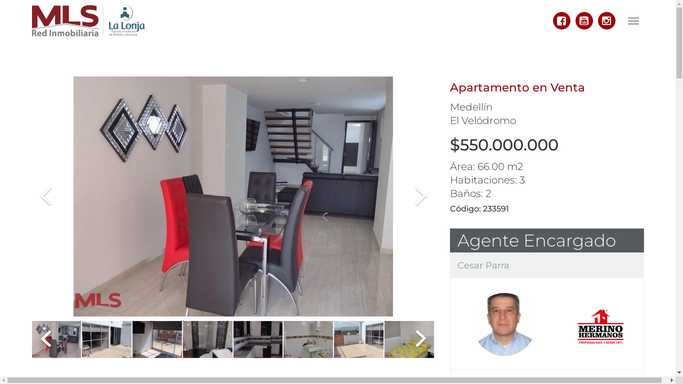 MLS
Red Inmobiliaria
La Lonja
Apartamento en Venta
Medellín
El Velódromo
$550.000.000
Área: 66.00 m2
Habitaciones: 3
Baños: 2
Código: 233591
Agente Encargado
Cesar Parra
MLS
MERINO
HERMANOS